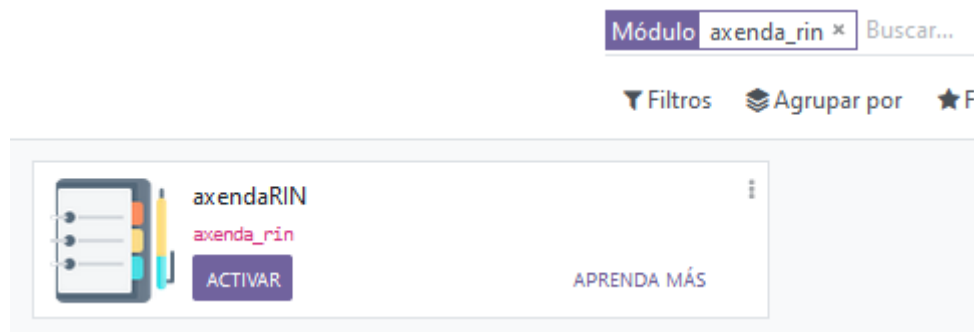 Módulo axenda_rin × Buscar...
Filtros Agrupar por F
axendaRIN
axenda_rin
ACTIVAR APRENDA MÁS